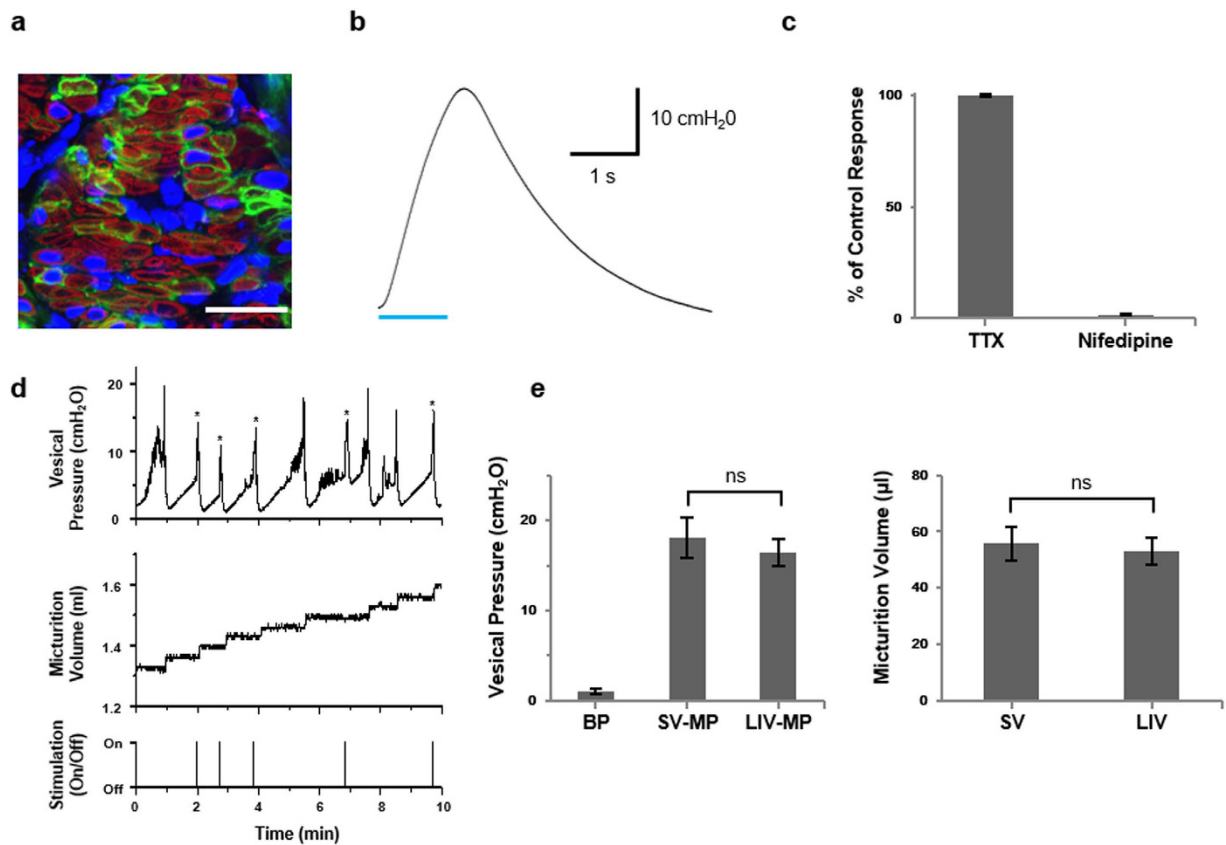 a
b
c
10 cmH20
1 s
% of Control Response
100
50
0
TTX
Nifedipine
d
Vesical
Pressure (cmH2O)
20
10
0
* * * * *
Micturition
Volume (ml)
1.6
1.4
1.2
Stimulation
(On/Off)
On
Off
0 2 4 6 8 10
Time (min)
e
Vesical Pressure (cmH2O)
20
10
0
ns
BP SV-MP LIV-MP
Micturition Volume (µl)
80
60
40
20
0
ns
SV LIV